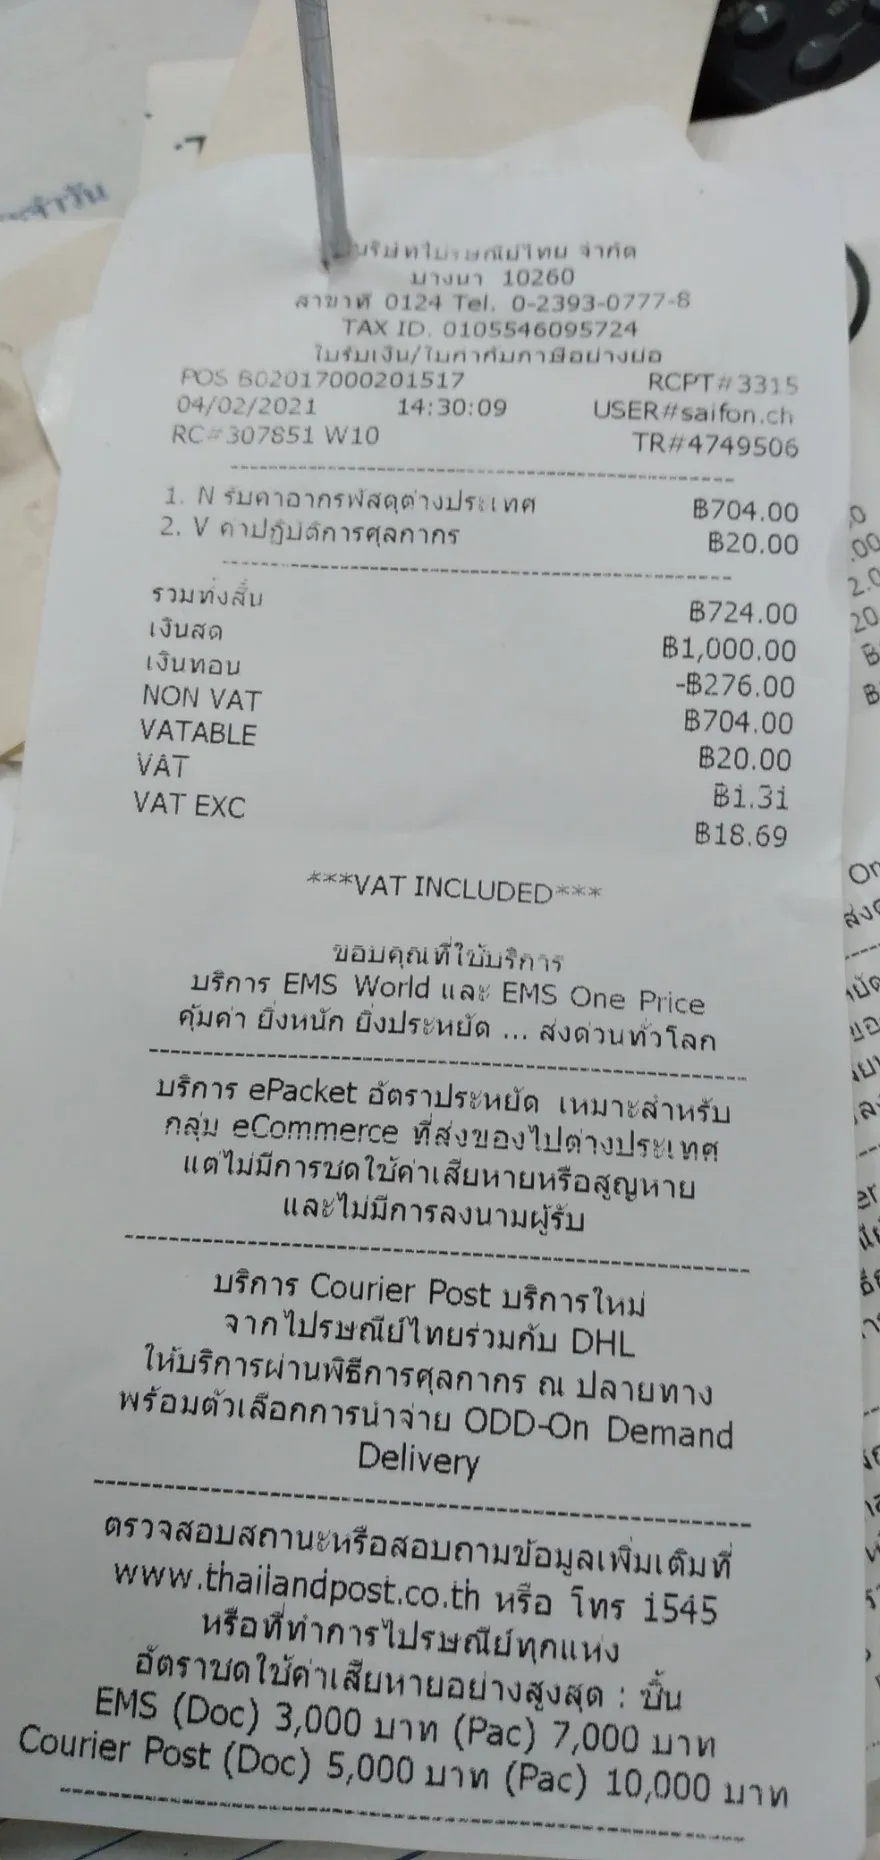 บริษัทไปรษณีย์ไทย จำกัด
บางนา 10260
สาขาที่ 0124 Tel. 0-2393-0777-8
TAX ID. 0105546095724
ใบรับเงิน/ใบกำกับภาษีอย่างย่อ
POS B02017000201517 RCPT#3315
04/02/2021 14:30:09 USER#saifon.ch
RC#307851 W10 TR#4749506
1. N รับค่าอากรพัสดุต่างประเทศ ฿704.00
2. V ค่าปฏิบัติการศุลกากร ฿20.00
รวมทั้งสิ้น ฿724.00
เงินสด ฿1,000.00
เงินทอน -฿276.00
NON VAT ฿704.00
VATABLE ฿20.00
VAT ฿1.31
VAT EXC ฿18.69
***VAT INCLUDED***
ขอบคุณที่ใช้บริการ
บริการ EMS World และ EMS One Price
คุ้มค่า ยิ่งหนัก ยิ่งประหยัด ... ส่งด่วนทั่วโลก
บริการ ePacket อัตราประหยัด เหมาะสำหรับ
กลุ่ม eCommerce ที่ส่งของไปต่างประเทศ
แต่ไม่มีการชดใช้ค่าเสียหายหรือสูญหาย
และไม่มีการลงนามผู้รับ
บริการ Courier Post บริการใหม่
จากไปรษณีย์ไทยร่วมกับ DHL
ให้บริการผ่านพิธีการศุลกากร ณ ปลายทาง
พร้อมตัวเลือกการนำจ่าย ODD-On Demand
Delivery
ตรวจสอบสถานะหรือสอบถามข้อมูลเพิ่มเติมที่
www.thailandpost.co.th หรือ โทร 1545
หรือที่ทำการไปรษณีย์ทุกแห่ง
อัตราชดใช้ค่าเสียหายอย่างสูงสุด : ชิ้น
EMS (Doc) 3,000 บาท (Pac) 7,000 บาท
Courier Post (Doc) 5,000 บาท (Pac) 10,000 บาท